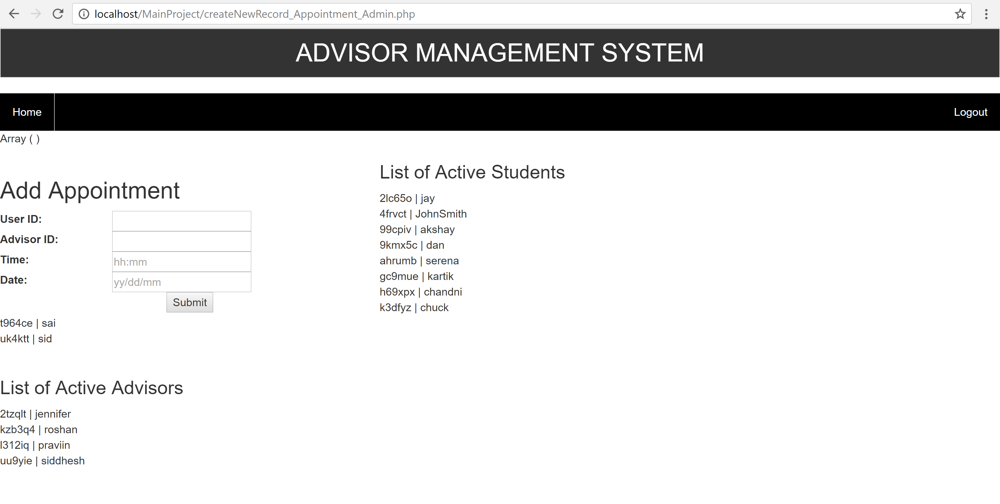 localhost/MainProject/createNewRecord_Appointment_Admin.php
ADVISOR MANAGEMENT SYSTEM
Home
Logout
Array ( )
Add Appointment
User ID:
Advisor ID:
Time: hh:mm
Date: yy/dd/mm
Submit
List of Active Students
2lc65o | jay
4frvct | JohnSmith
99cpiv | akshay
9kmx5c | dan
ahrumb | serena
gc9mue | kartik
h69xpx | chandni
k3dfyz | chuck
t964ce | sai
uk4ktt | sid
List of Active Advisors
2tzqlt | jennifer
kzb3q4 | roshan
l312iq | praviin
uu9yie | siddhesh